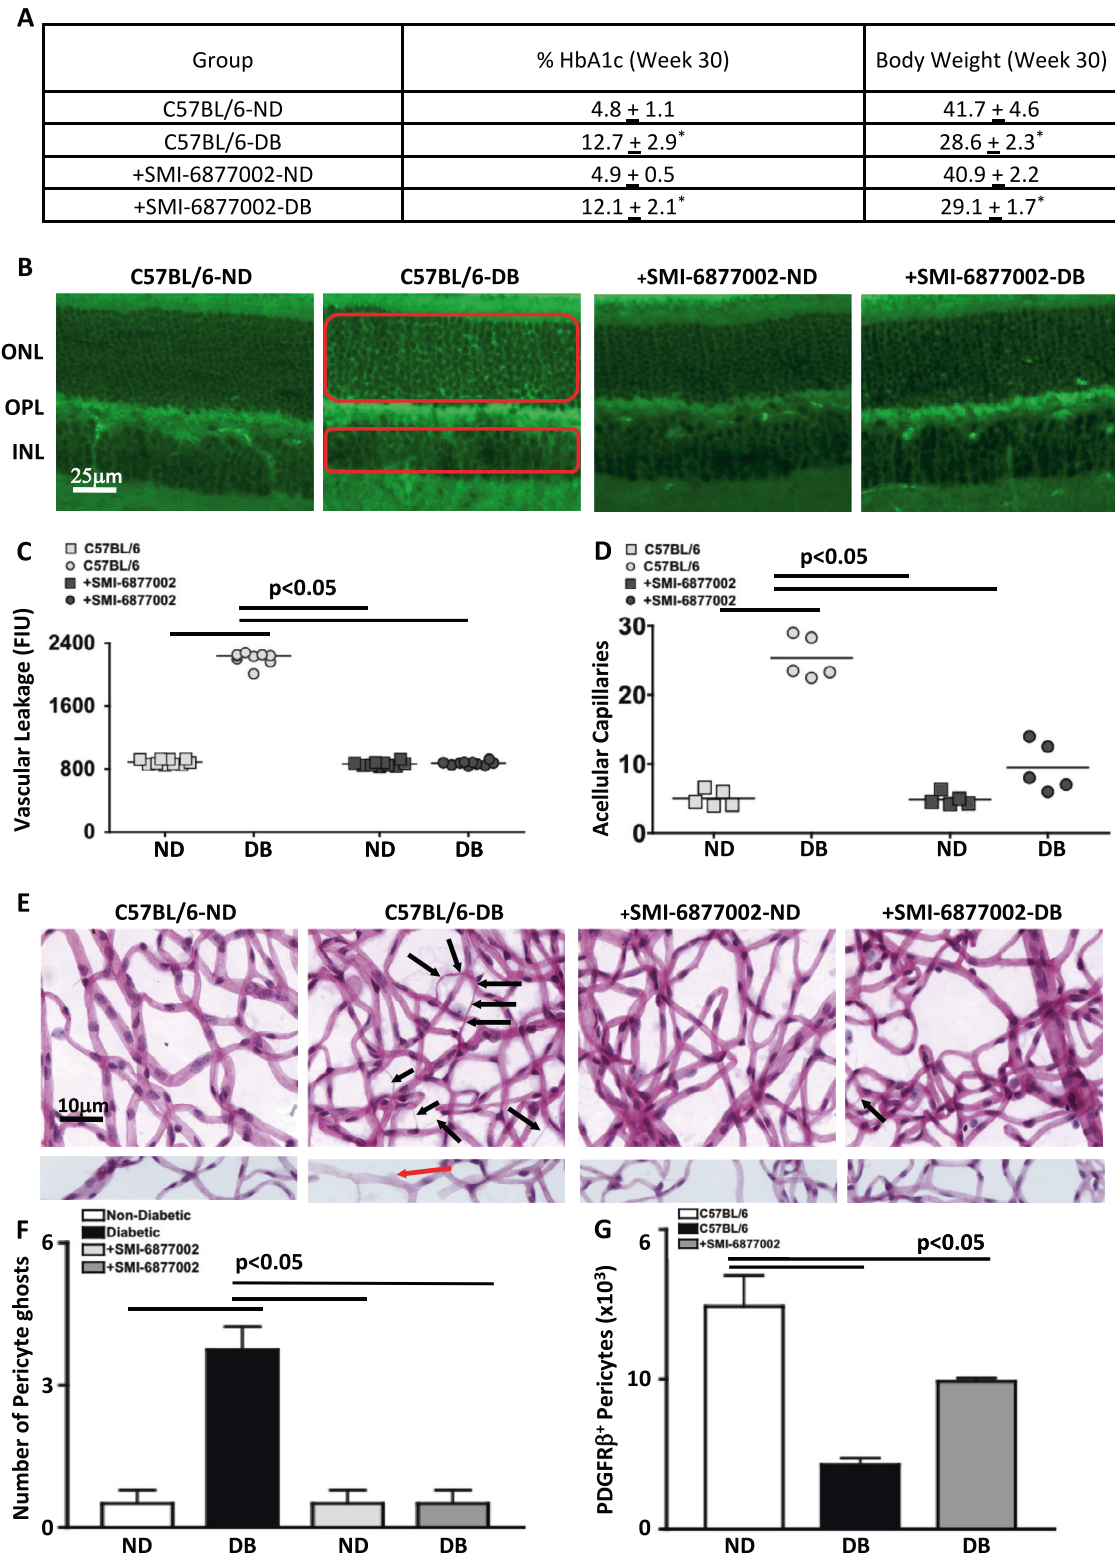 A
Group % HbA1c (Week 30) Body Weight (Week 30)
C57BL/6-ND 4.8 ± 1.1 41.7 ± 4.6
C57BL/6-DB 12.7 ± 2.9* 28.6 ± 2.3*
+SMI-6877002-ND 4.9 ± 0.5 40.9 ± 2.2
+SMI-6877002-DB 12.1 ± 2.1* 29.1 ± 1.7*
B
C57BL/6-ND C57BL/6-DB +SMI-6877002-ND +SMI-6877002-DB
ONL
OPL
INL
25μm
C
C57BL/6
C57BL/6
+SMI-6877002
+SMI-6877002
p<0.05
Vascular Leakage (FIU)
2400
1600
800
0
ND DB ND DB
D
C57BL/6
C57BL/6
+SMI-6877002
+SMI-6877002
p<0.05
Acellular Capillaries
30
20
10
0
ND DB ND DB
E
C57BL/6-ND C57BL/6-DB +SMI-6877002-ND +SMI-6877002-DB
10μm
F
Non-Diabetic
Diabetic
+SMI-6877002
+SMI-6877002
p<0.05
Number of Pericyte ghosts
6
3
0
ND DB ND DB
G
C57BL/6
C57BL/6
+SMI-6877002
p<0.05
PDGFRβ+ Pericytes (x10³)
6
10
0
ND DB DB